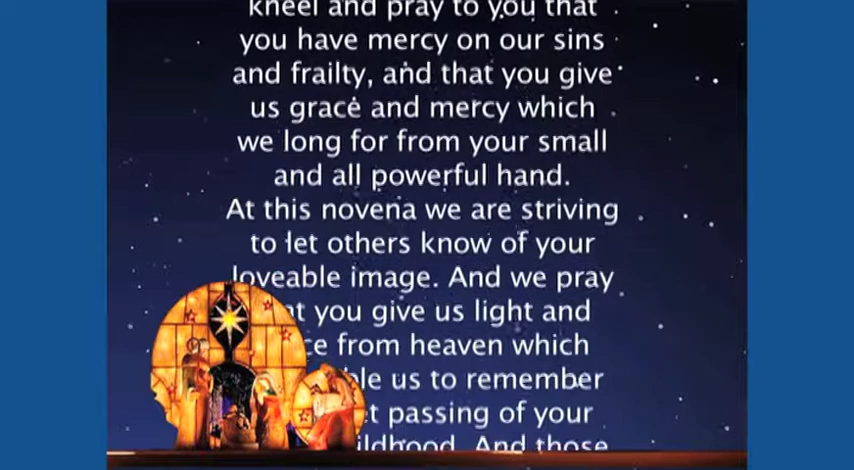 kneel and pray to you that
you have mercy on our sins
and frailty, and that you give
us grace and mercy which
we long for from your small
and all powerful hand.
At this novena we are striving
to let others know of your
loveable image. And we pray
you give us light and
from heaven which
us to remember
passing of your
And those